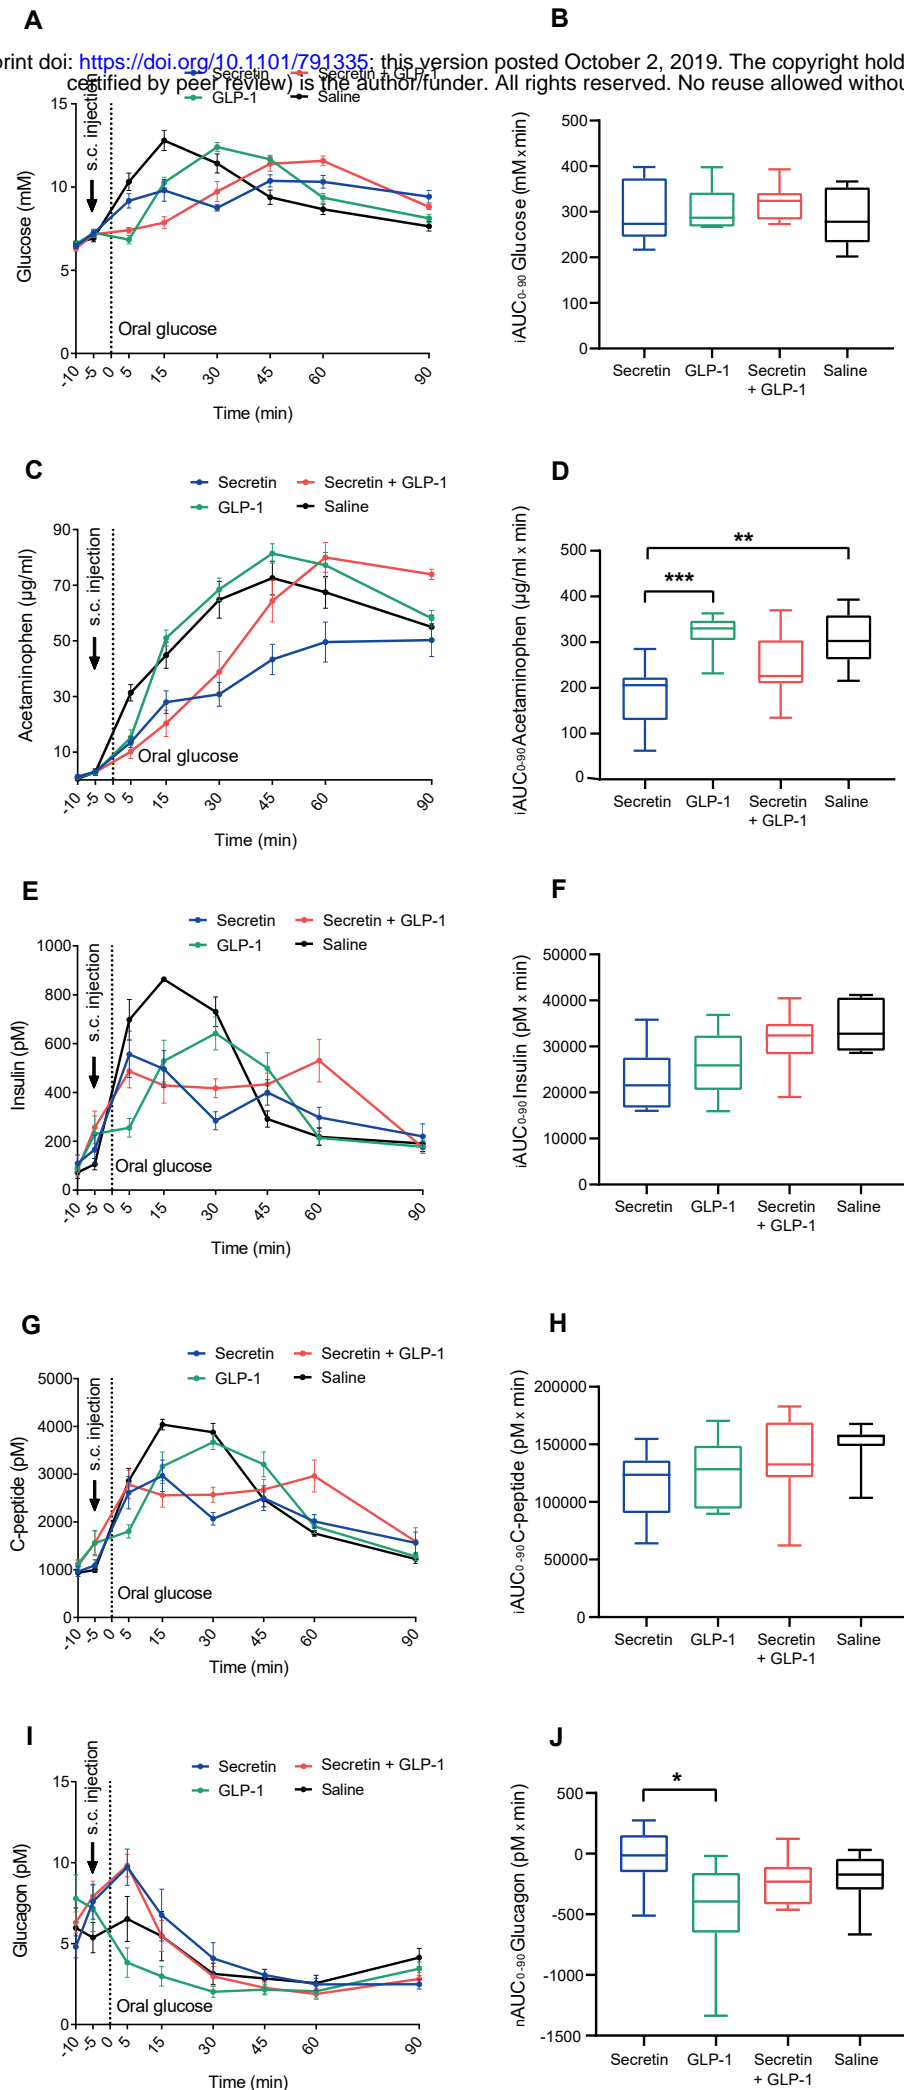 A
B
rint doi: https://doi.org/10.1101/791335; this version posted October 2, 2019. The copyright hold
certified by peer review) is the author/funder. All rights reserved. No reuse allowed withou
Secretin
Secretin + GLP-1
GLP-1
Saline
s.c. injection
Glucose (mM)
15
10
5
0
Oral glucose
-10
-5
0
5
15
30
45
60
90
Time (min)
iAUC0-90 Glucose (mM x min)
500
400
300
200
100
0
Secretin
GLP-1
Secretin
+ GLP-1
Saline
C
D
Secretin
Secretin + GLP-1
GLP-1
Saline
s.c. injection
Acetaminophen (µg/ml)
90
70
50
30
10
Oral glucose
-10
-5
0
5
15
30
45
60
90
Time (min)
iAUC0-90 Acetaminophen (µg/ml x min)
500
400
300
200
100
0
**
***
Secretin
GLP-1
Secretin
+ GLP-1
Saline
E
F
Secretin
Secretin + GLP-1
GLP-1
Saline
s.c. injection
Insulin (pM)
1000
800
600
400
200
0
Oral glucose
-10
-5
0
5
15
30
45
60
90
Time (min)
iAUC0-90 Insulin (pM x min)
50000
40000
30000
20000
10000
0
Secretin
GLP-1
Secretin
+ GLP-1
Saline
G
H
Secretin
Secretin + GLP-1
GLP-1
Saline
s.c. injection
C-peptide (pM)
5000
4000
3000
2000
1000
0
Oral glucose
-10
-5
0
5
15
30
45
60
90
Time (min)
iAUC0-90 C-peptide (pM x min)
200000
150000
100000
50000
0
Secretin
GLP-1
Secretin
+ GLP-1
Saline
I
J
Secretin
Secretin + GLP-1
GLP-1
Saline
s.c. injection
Glucagon (pM)
15
10
5
0
Oral glucose
-10
-5
0
5
15
30
45
60
90
Time (min)
nAUC0-90 Glucagon (pM x min)
500
0
-500
-1000
-1500
*
Secretin
GLP-1
Secretin
+ GLP-1
Saline